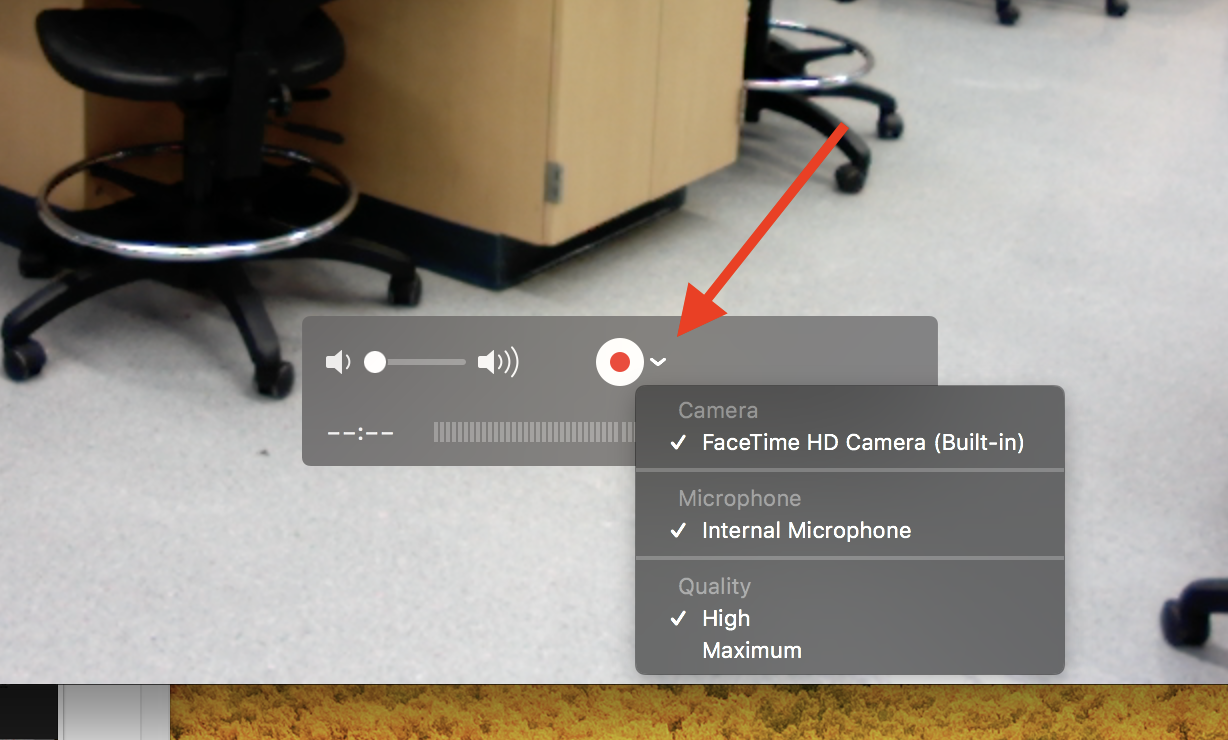 --:--
Camera
✓ FaceTime HD Camera (Built-in)
Microphone
✓ Internal Microphone
Quality
✓ High
Maximum